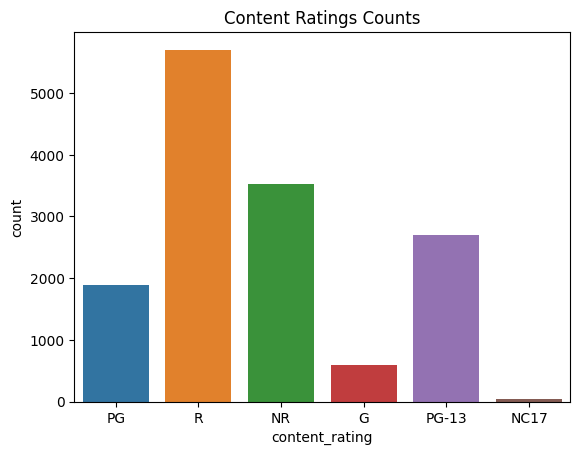 Content Ratings Counts
count
5000
4000
3000
2000
1000
0
PG R NR G PG-13 NC17
content_rating